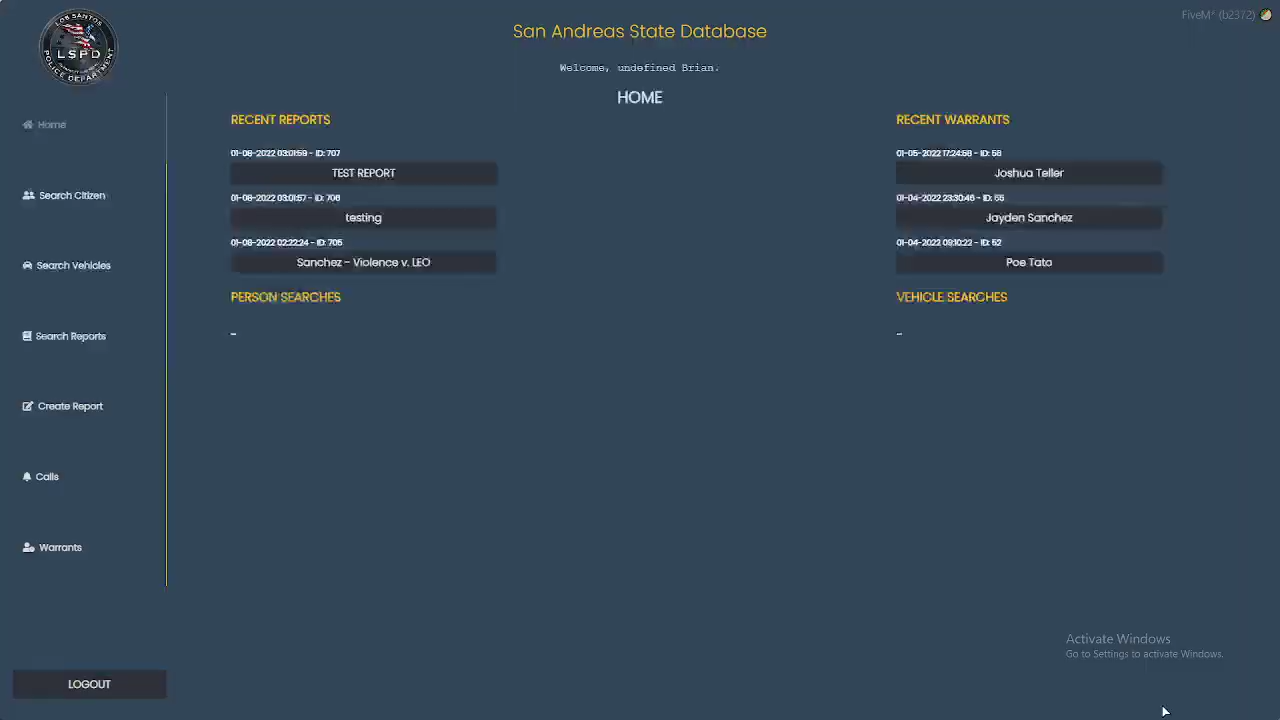 FiveM* (b2372)
LOS SANTOS
LSPD
POLICE DEPARTMENT
San Andreas State Database
Welcome, undefined Brian.
HOME
Home
Search Citizen
Search Vehicles
Search Reports
Create Report
Calls
Warrants
LOGOUT
RECENT REPORTS
01-08-2022 03:01:59 - ID: 707
TEST REPORT
01-08-2022 03:01:57 - ID: 706
testing
01-08-2022 02:22:24 - ID: 705
Sanchez - Violence v. LEO
PERSON SEARCHES
-
RECENT WARRANTS
01-05-2022 17:24:58 - ID: 58
Joshua Teller
01-04-2022 23:30:46 - ID: 55
Jayden Sanchez
01-04-2022 09:10:22 - ID: 52
Poe Tato
VEHICLE SEARCHES
-
Activate Windows
Go to Settings to activate Windows.